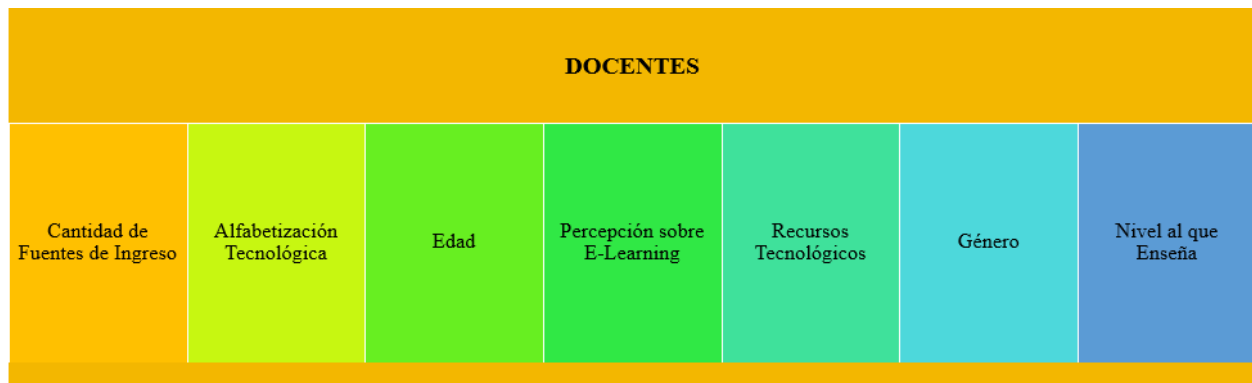 DOCENTES
Cantidad de
Fuentes de Ingreso
Alfabetización
Tecnológica
Edad
Percepción sobre
E-Learning
Recursos
Tecnológicos
Género
Nivel al que
Enseña